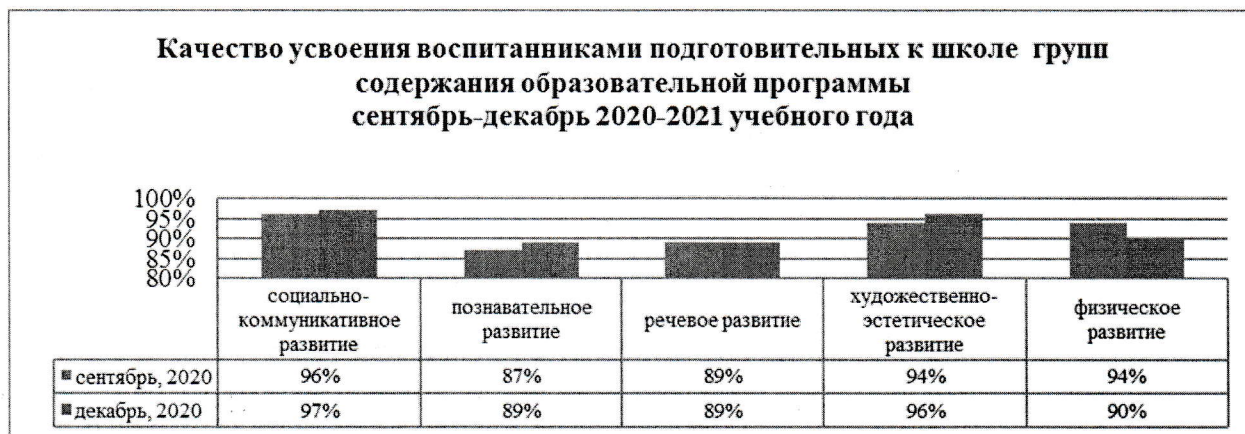 Качество усвоения воспитанниками подготовительных к школе групп
содержания образовательной программы
сентябрь-декабрь 2020-2021 учебного года
100%
95%
90%
85%
80%
социально-
коммуникативное
развитие
познавательное
развитие
речевое развитие
художественно-
эстетическое
развитие
физическое
развитие
сентябрь, 2020 96% 87% 89% 94% 94%
декабрь, 2020 97% 89% 89% 96% 90%